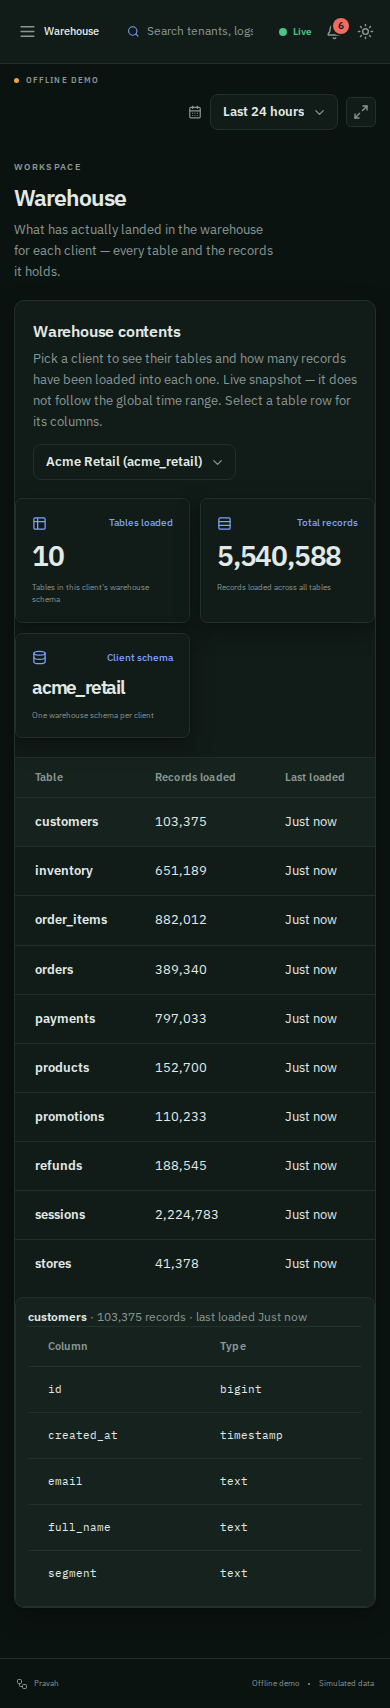 Warehouse
Search tenants, logs
Live
6
OFFLINE DEMO
Last 24 hours
WORKSPACE
Warehouse
What has actually landed in the warehouse
for each client — every table and the records
it holds.
Warehouse contents
Pick a client to see their tables and how many records
have been loaded into each one. Live snapshot — it does
not follow the global time range. Select a table row for
its columns.
Acme Retail (acme_retail)
Tables loaded
10
Tables in this client's warehouse
schema
Total records
5,540,588
Records loaded across all tables
Client schema
acme_retail
One warehouse schema per client
Table Records loaded Last loaded
customers 103,375 Just now
inventory 651,189 Just now
order_items 882,012 Just now
orders 389,340 Just now
payments 797,033 Just now
products 152,700 Just now
promotions 110,233 Just now
refunds 188,545 Just now
sessions 2,224,783 Just now
stores 41,378 Just now
customers · 103,375 records · last loaded Just now
Column Type
id bigint
created_at timestamp
email text
full_name text
segment text
Pravah
Offline demo • Simulated data